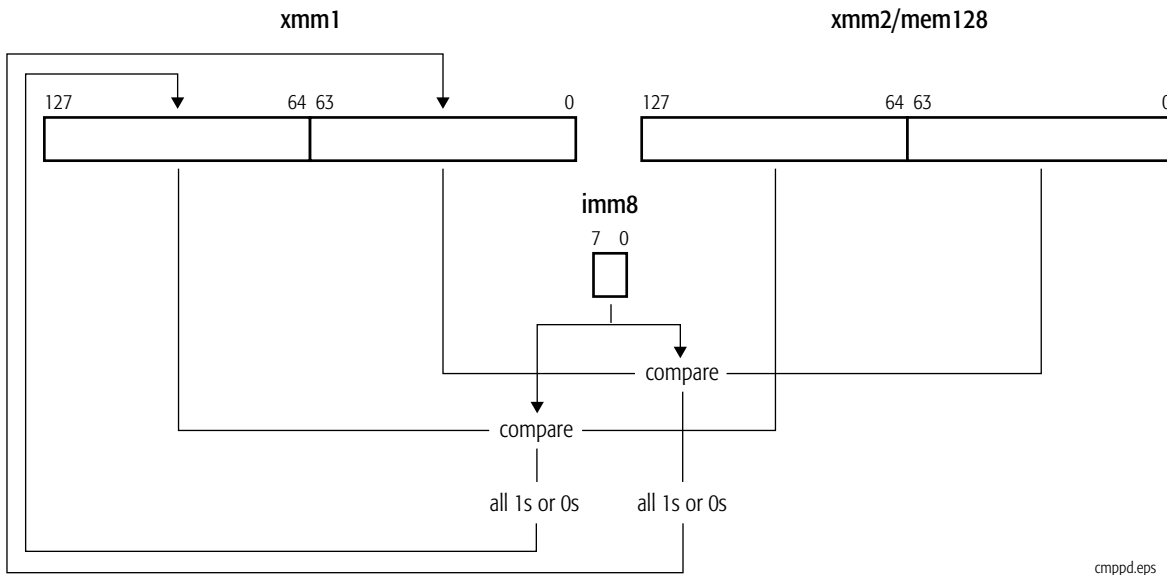 xmm1 xmm2/mem128
127 64 63 0 127 64 63 0
imm8
7 0
compare
compare
all 1s or 0s all 1s or 0s
cmppd.eps